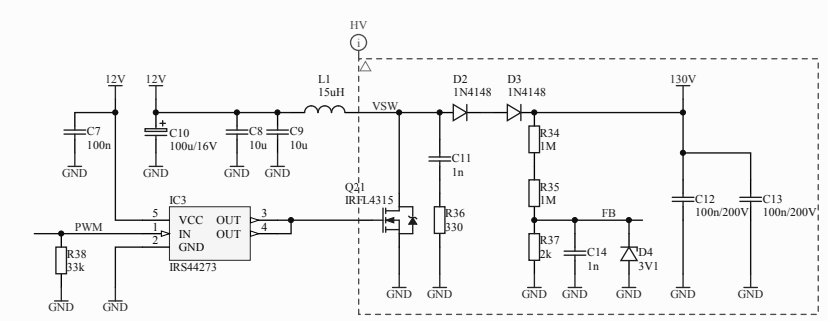 HV
i
12V
12V
L1
15uH
VSW
D2
1N4148
D3
1N4148
130V
C7
100n
C10
100u/16V
C8
10u
C9
10u
R34
1M
C11
1n
R35
1M
GND
GND
GND
GND
Q21
IRFL4315
IC3
5
VCC
OUT
3
PWM
1
IN
OUT
4
2
GND
IRS44273
R38
33k
R36
330
FB
C12
100n/200V
C13
100n/200V
R37
2k
C14
1n
D4
3V1
GND
GND
GND
GND
GND
GND
GND
GND
GND